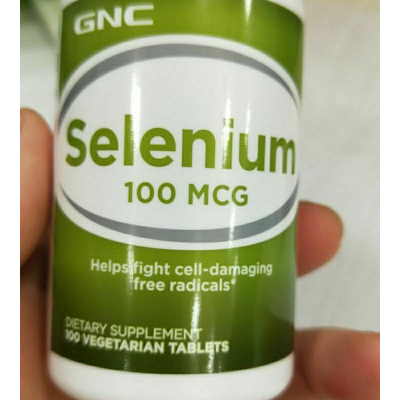 GNC
Selenium
100 MCG
Helps fight cell-damaging
free radicals*
DIETARY SUPPLEMENT
100 VEGETARIAN TABLETS